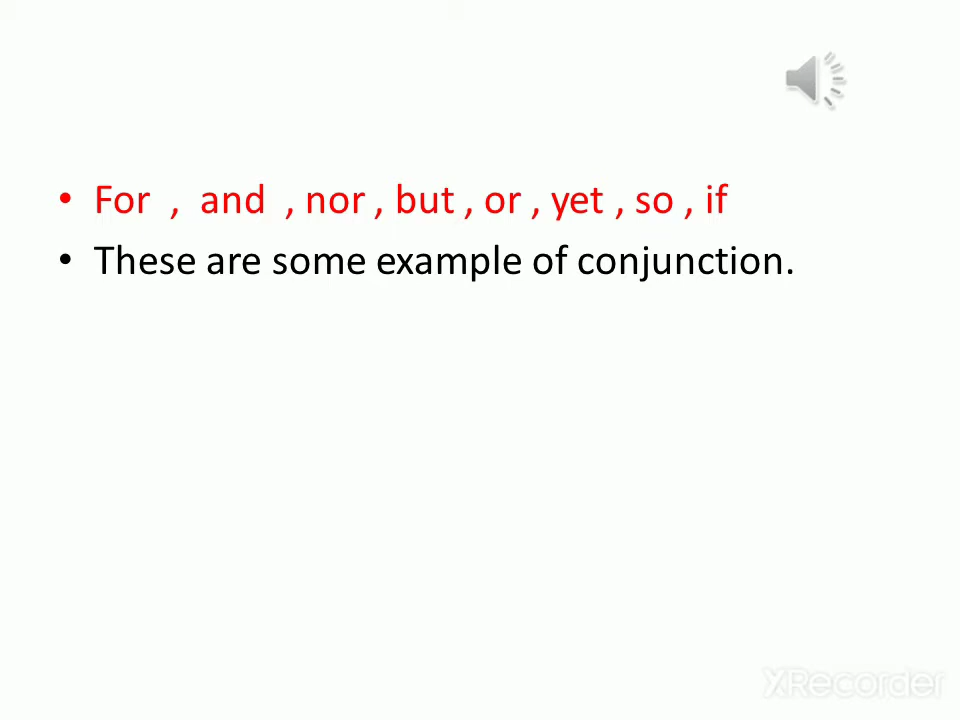 • For , and , nor , but , or , yet , so , if
• These are some example of conjunction.
XRecorder